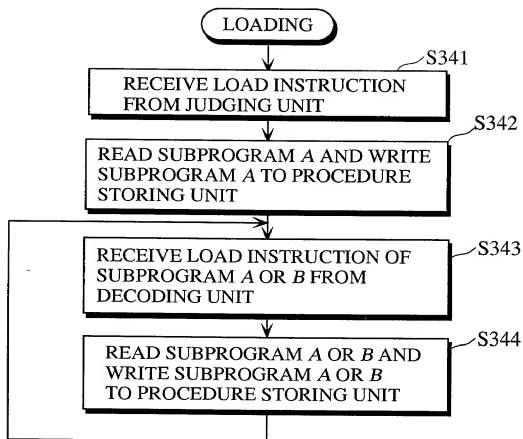 LOADING
S341
RECEIVE LOAD INSTRUCTION
FROM JUDGING UNIT
S342
READ SUBPROGRAM A AND WRITE
SUBPROGRAM A TO PROCEDURE
STORING UNIT
S343
RECEIVE LOAD INSTRUCTION OF
SUBPROGRAM A OR B FROM
DECODING UNIT
S344
READ SUBPROGRAM A OR B AND
WRITE SUBPROGRAM A OR B
TO PROCEDURE STORING UNIT